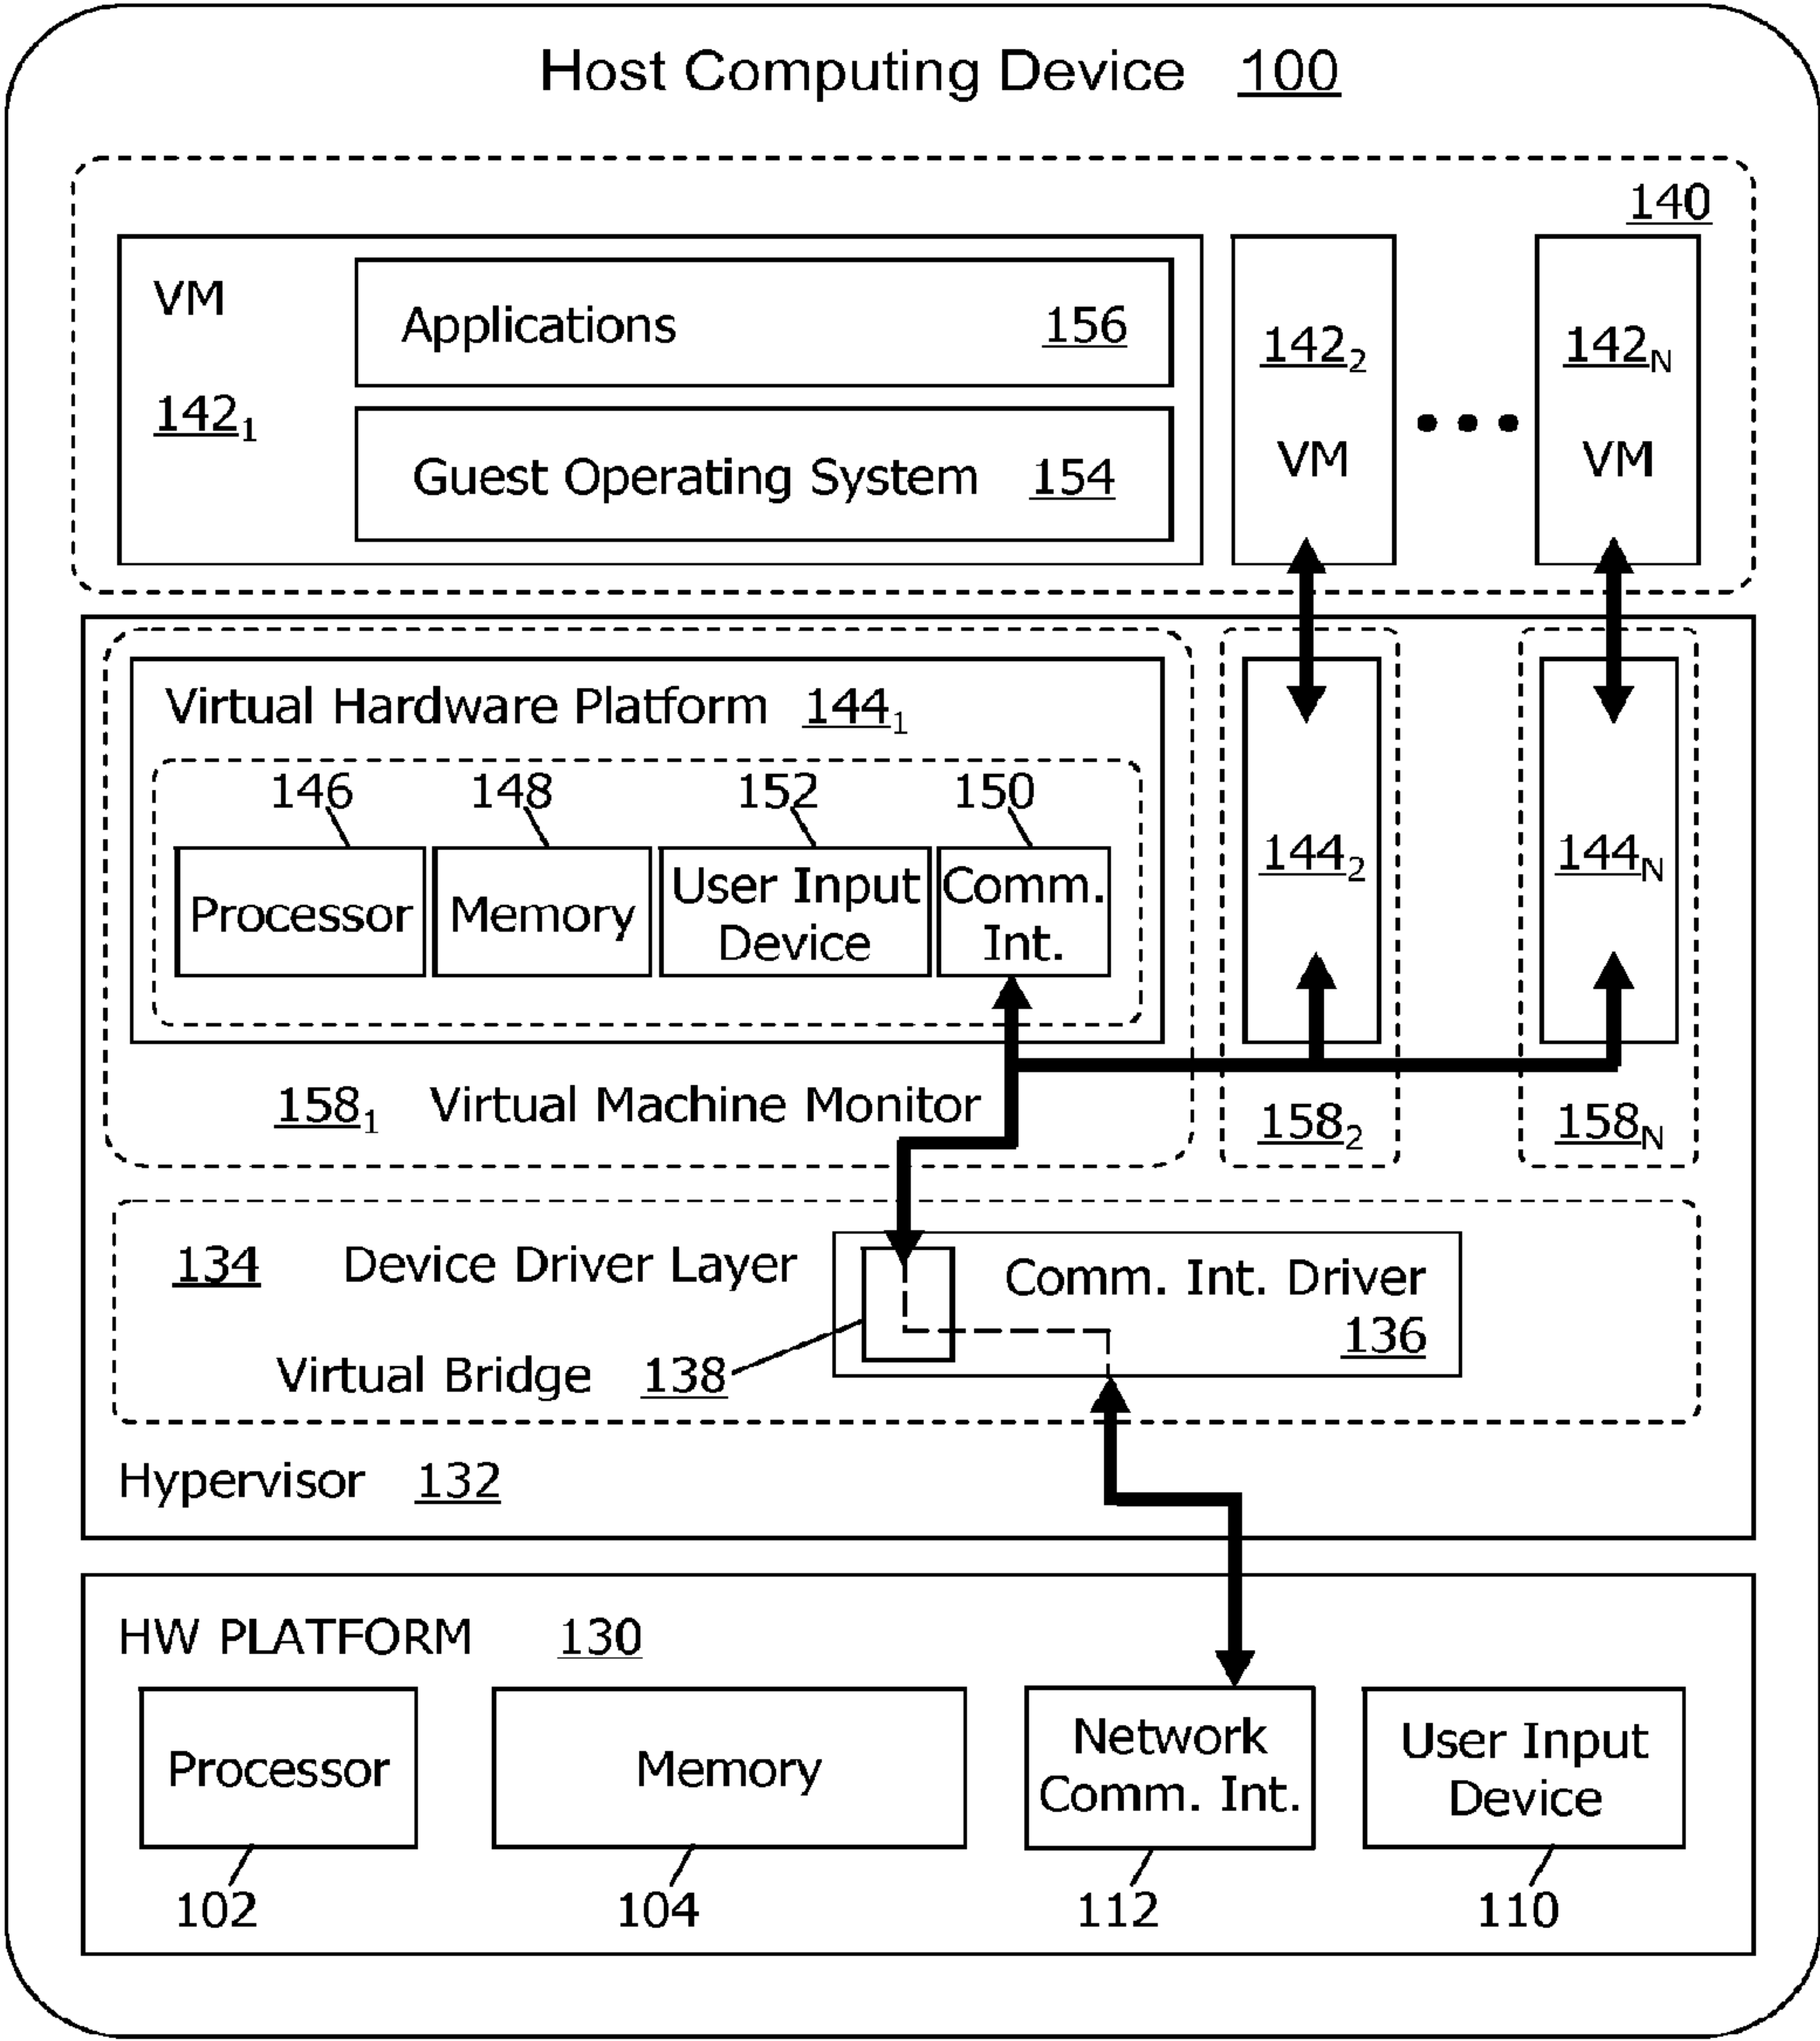 Host Computing Device 100
140
VM
142₁
Applications 156
Guest Operating System 154
142₂
VM
142N
VM
Virtual Hardware Platform 144₁
146 148 152 150
Processor
Memory
User Input
Device
Comm.
Int.
144₂
144N
158₁ Virtual Machine Monitor
158₂
158N
134 Device Driver Layer
Comm. Int. Driver
136
Virtual Bridge 138
Hypervisor 132
HW PLATFORM 130
Processor
Memory
Network
Comm. Int.
User Input
Device
102 104 112 110